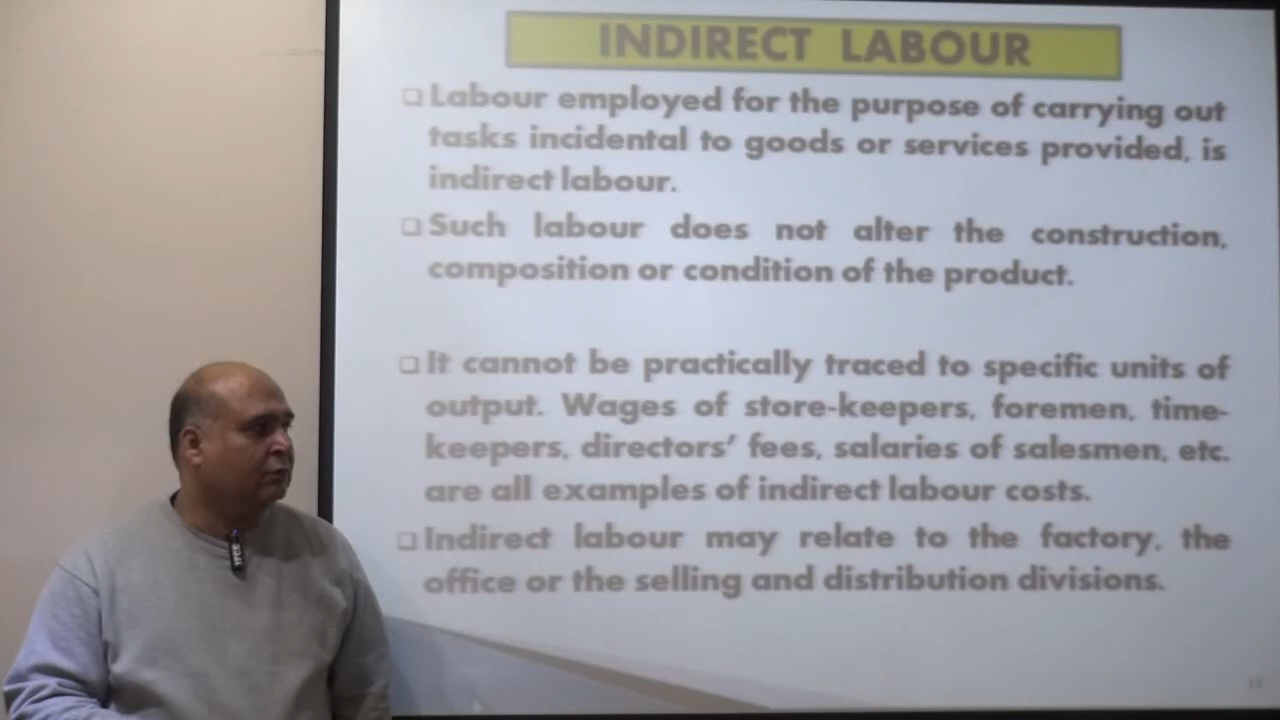 INDIRECT LABOUR
❑ Labour employed for the purpose of carrying out
tasks incidental to goods or services provided, is
indirect labour.
❑ Such labour does not alter the construction,
composition or condition of the product.
❑ It cannot be practically traced to specific units of
output. Wages of store-keepers, foremen, time-
keepers, directors’ fees, salaries of salesmen, etc.
are all examples of indirect labour costs.
❑ Indirect labour may relate to the factory, the
office or the selling and distribution divisions.